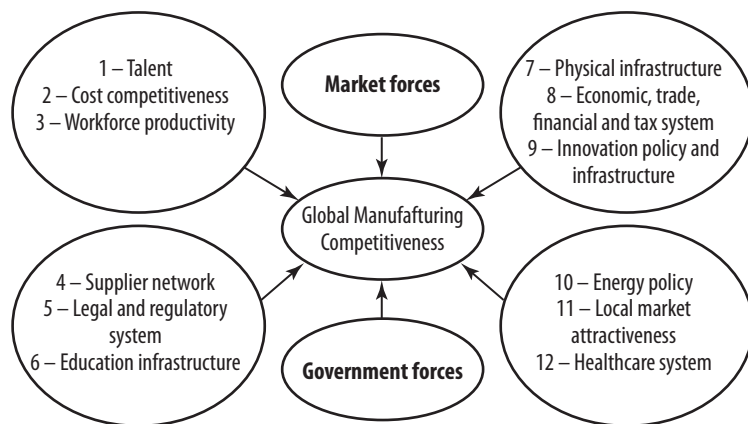 1 – Talent
2 – Cost competitiveness
3 – Workforce productivity
Market forces
7 – Physical infrastructure
8 – Economic, trade,
financial and tax system
9 – Innovation policy and
infrastructure
Global Manufafturing
Competitiveness
4 – Supplier network
5 – Legal and regulatory
system
6 – Education infrastructure
Government forces
10 – Energy policy
11 – Local market
attractiveness
12 – Healthcare system